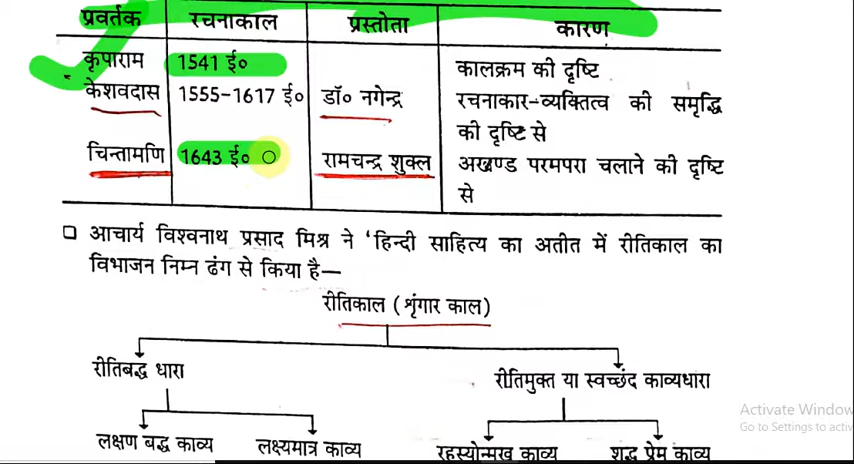 प्रवर्तक रचनाकाल प्रस्तोता कारण
कृपाराम 1541 ई० कालक्रम की दृष्टि
केशवदास 1555-1617 ई० डॉ० नगेन्द्र रचनाकार-व्यक्तित्व की समृद्धि
की दृष्टि से
चिन्तामणि 1643 ई० रामचन्द्र शुक्ल अखण्ड परमपरा चलाने की दृष्टि
से
□ आचार्य विश्वनाथ प्रसाद मिश्र ने 'हिन्दी साहित्य का अतीत में रीतिकाल का
विभाजन निम्न ढंग से किया है—
रीतिकाल (शृंगार काल)
रीतिबद्ध धारा
रीतिमुक्त या स्वच्छंद काव्यधारा
लक्षण बद्ध काव्य लक्ष्यमात्र काव्य रहस्योन्मुख काव्य शुद्ध प्रेम काव्य
Activate Window
Go to Settings to activ